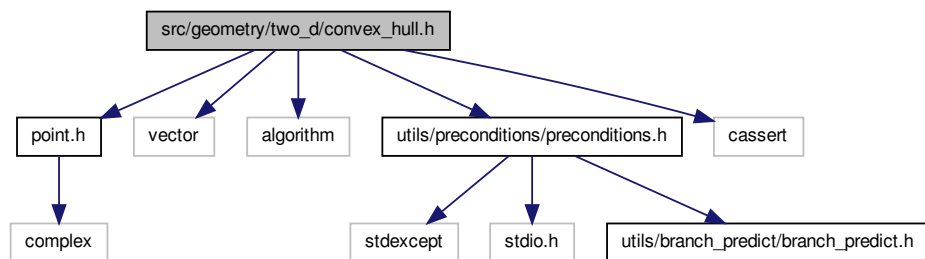 src/geometry/two_d/convex_hull.h
point.h
vector
algorithm
utils/preconditions/preconditions.h
cassert
complex
stdexcept
stdio.h
utils/branch_predict/branch_predict.h